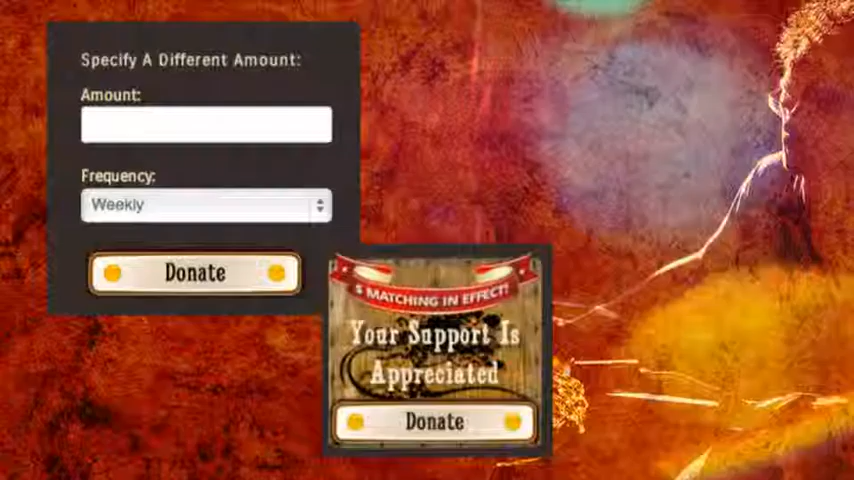 Specify A Different Amount:
Amount:
Frequency:
Weekly
Donate
$ MATCHING IN EFFECT!
Your Support Is
Appreciated
Donate